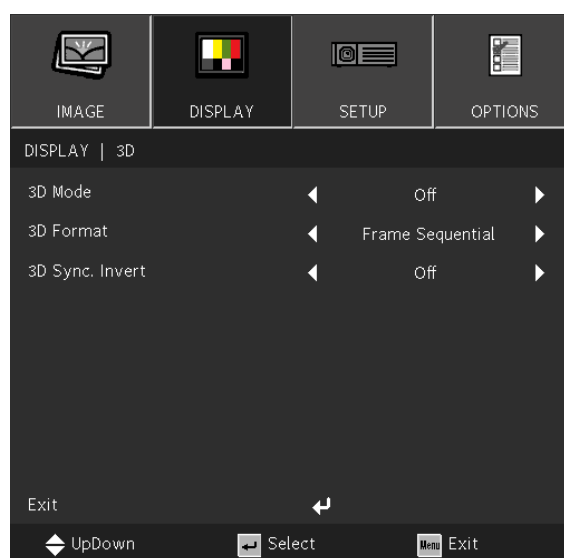 IMAGE DISPLAY SETUP OPTIONS
DISPLAY | 3D
3D Mode Off
3D Format Frame Sequential
3D Sync. Invert Off
Exit
UpDown Select Menu Exit